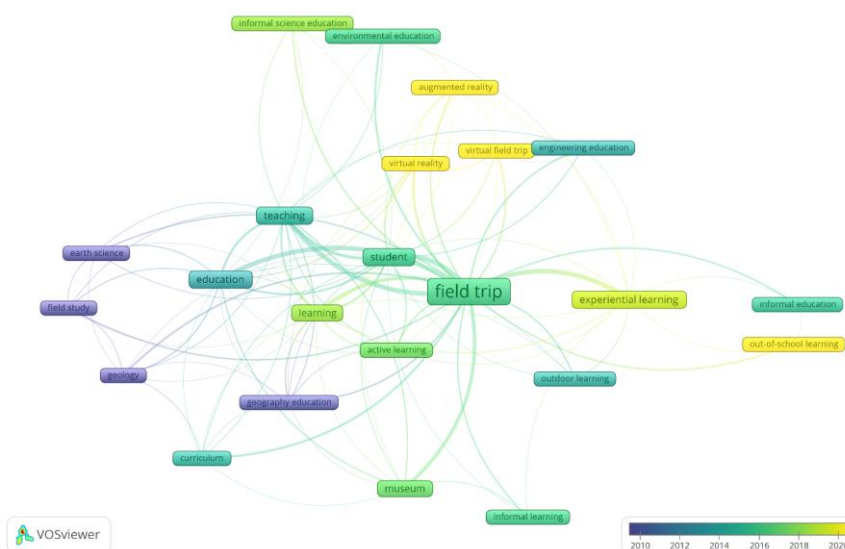 informal science education
environmental education
augmented reality
virtual field trip
engineering education
virtual reality
teaching
earth science
student
education
field trip
experiential learning
field study
informal education
learning
out-of-school learning
active learning
geology
outdoor learning
geography education
curriculum
museum
informal learning
VOSviewer
2010 2012 2014 2016 2018 2020